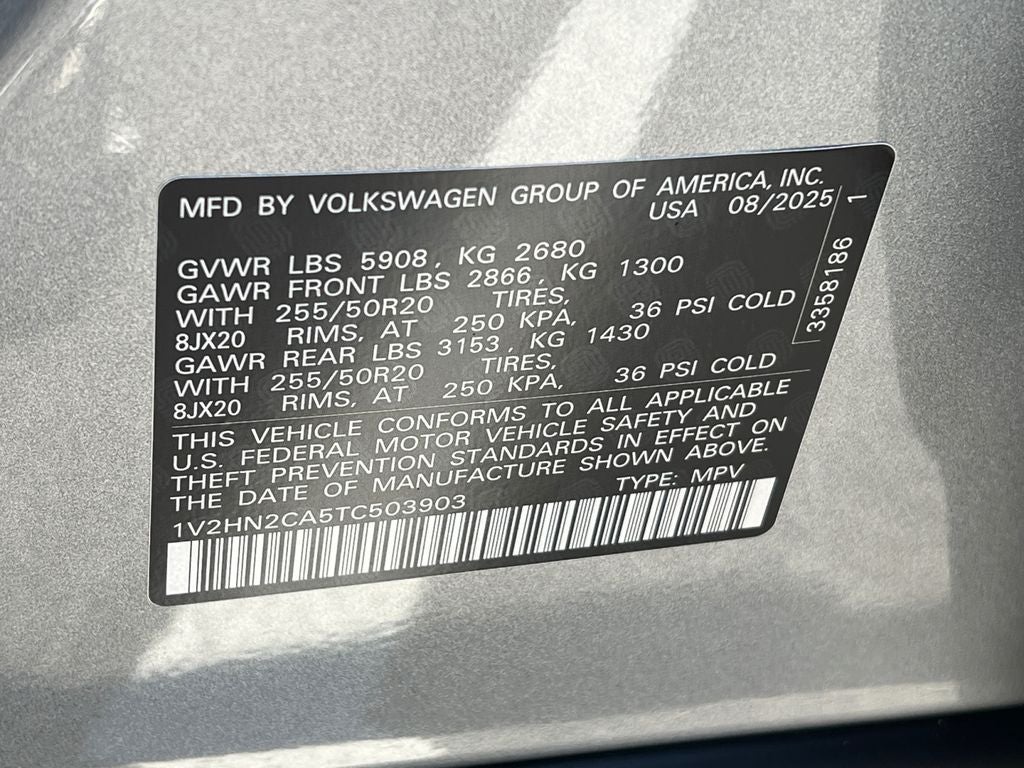 MFD BY VOLKSWAGEN GROUP OF AMERICA, INC.
USA 08/2025
GVWR LBS 5908, KG 2680
GAWR FRONT LBS 2866, KG 1300
WITH 255/50R20 TIRES,
8JX20 RIMS, AT 250 KPA, 36 PSI COLD
GAWR REAR LBS 3153, KG 1430
WITH 255/50R20 TIRES,
8JX20 RIMS, AT 250 KPA, 36 PSI COLD
THIS VEHICLE CONFORMS TO ALL APPLICABLE
U.S. FEDERAL MOTOR VEHICLE SAFETY AND
THEFT PREVENTION STANDARDS IN EFFECT ON
THE DATE OF MANUFACTURE SHOWN ABOVE.
1V2HN2CA5TC503903 TYPE: MPV
3358186 1